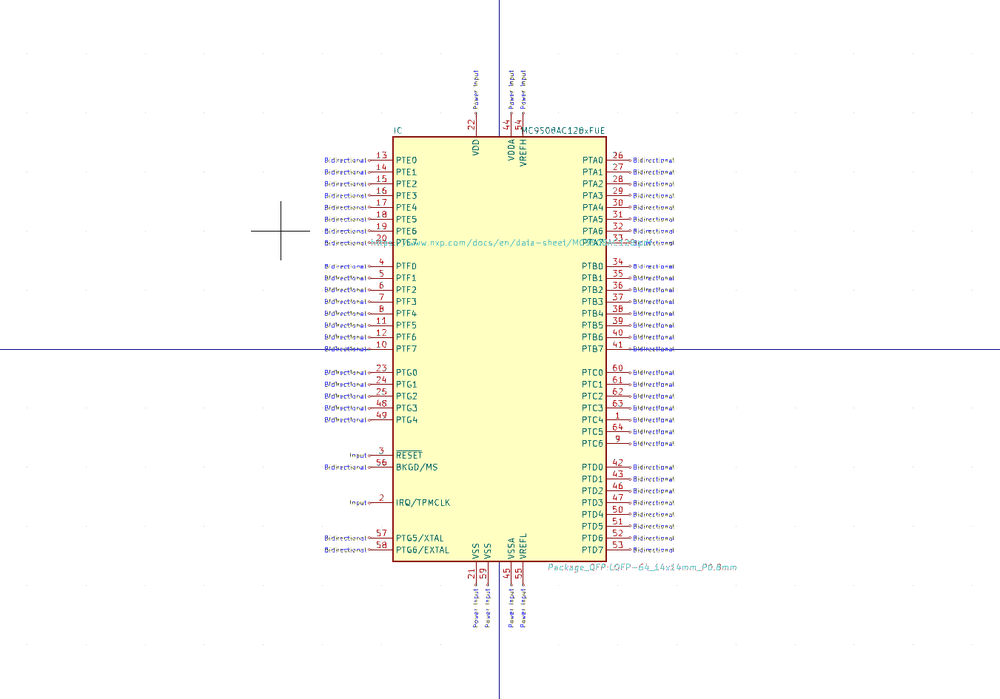 Power Input Power Input Power Input
22 44 54
IC MC9S08AC128xFUE
VDD VDDA VREFH
Bidirectional 13 PTE0 PTA0 26 Bidirectional
Bidirectional 14 PTE1 PTA1 27 Bidirectional
Bidirectional 15 PTE2 PTA2 28 Bidirectional
Bidirectional 16 PTE3 PTA3 29 Bidirectional
Bidirectional 17 PTE4 PTA4 30 Bidirectional
Bidirectional 18 PTE5 PTA5 31 Bidirectional
Bidirectional 19 PTE6 PTA6 32 Bidirectional
Bidirectional 20 PTE7 PTA7 33 Bidirectional
Bidirectional 4 PTF0 PTB0 34 Bidirectional
Bidirectional 5 PTF1 PTB1 35 Bidirectional
Bidirectional 6 PTF2 PTB2 36 Bidirectional
Bidirectional 7 PTF3 PTB3 37 Bidirectional
Bidirectional 8 PTF4 PTB4 38 Bidirectional
Bidirectional 11 PTF5 PTB5 39 Bidirectional
Bidirectional 12 PTF6 PTB6 40 Bidirectional
Bidirectional 10 PTF7 PTB7 41 Bidirectional
Bidirectional 23 PTG0 PTC0 60 Bidirectional
Bidirectional 24 PTG1 PTC1 61 Bidirectional
Bidirectional 25 PTG2 PTC2 62 Bidirectional
Bidirectional 48 PTG3 PTC3 63 Bidirectional
Bidirectional 49 PTG4 PTC4 1 Bidirectional
PTC5 64 Bidirectional
PTC6 9 Bidirectional
Input 3 RESET
Bidirectional 56 BKGD/MS PTD0 42 Bidirectional
PTD1 43 Bidirectional
PTD2 46 Bidirectional
Input 2 IRQ/TPMCLK PTD3 47 Bidirectional
PTD4 50 Bidirectional
PTD5 51 Bidirectional
Bidirectional 57 PTG5/XTAL PTD6 52 Bidirectional
Bidirectional 58 PTG6/EXTAL PTD7 53 Bidirectional
VSS VSS VSSA VREFL
Package_QFP:LQFP-64_14x14mm_P0.8mm
21 59 45 55
Power Input Power Input Power Input Power Input